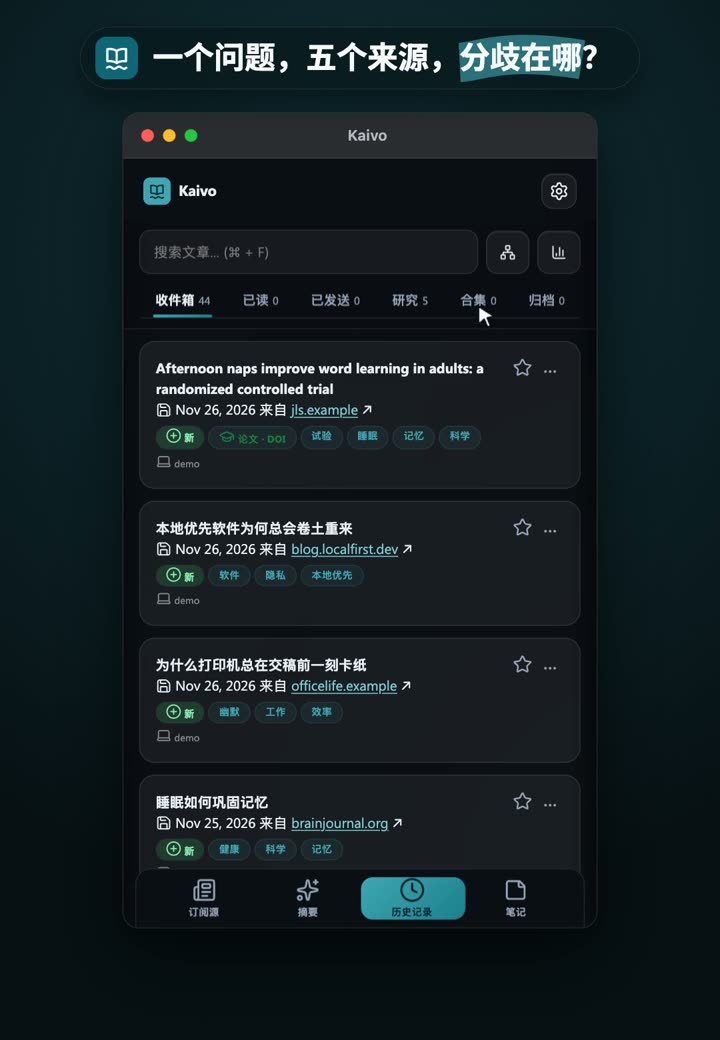 一个问题，五个来源，分歧在哪？
Kaivo
Kaivo
搜索文章... (⌘ + F)
收件箱 44 已读 0 已发送 0 研究 5 合集 0 归档 0
Afternoon naps improve word learning in adults: a
randomized controlled trial
Nov 26, 2026 来自 jls.example ↗
新 论文 · DOI 试验 睡眠 记忆 科学
demo
本地优先软件为何总会卷土重来
Nov 26, 2026 来自 blog.localfirst.dev ↗
新 软件 隐私 本地优先
demo
为什么打印机总在交稿前一刻卡纸
Nov 26, 2026 来自 officelife.example ↗
新 幽默 工作 效率
demo
睡眠如何巩固记忆
Nov 25, 2026 来自 brainjournal.org ↗
新 健康 科学 记忆
订阅源 摘要 历史记录 笔记